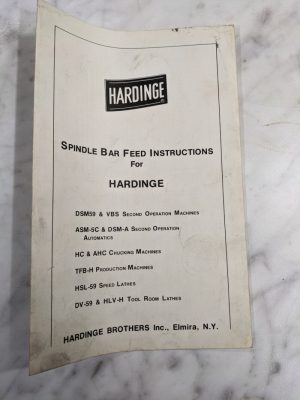 HARDINGE
SPINDLE BAR FEED INSTRUCTIONS
For
HARDINGE
DSM59 & VBS SECOND OPERATION MACHINES
ASM-5C & DSM-A SECOND OPERATION
AUTOMATICS
HC & AHC CHUCKING MACHINES
TFB-H PRODUCTION MACHINES
HSL-59 SPEED LATHES
DV-59 & HLV-H TOOL ROOM LATHES
HARDINGE BROTHERS Inc., Elmira, N.Y.